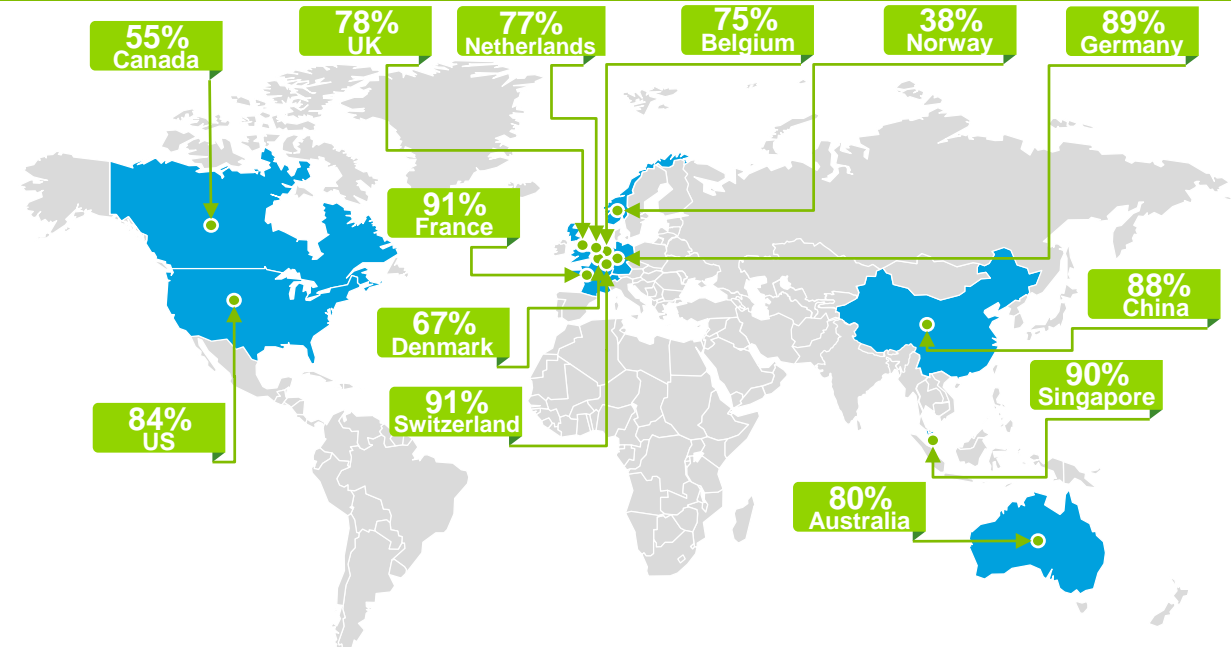 55%
Canada
78%
UK
77%
Netherlands
75%
Belgium
38%
Norway
89%
Germany
91%
France
88%
China
67%
Denmark
90%
Singapore
91%
Switzerland
84%
US
80%
Australia